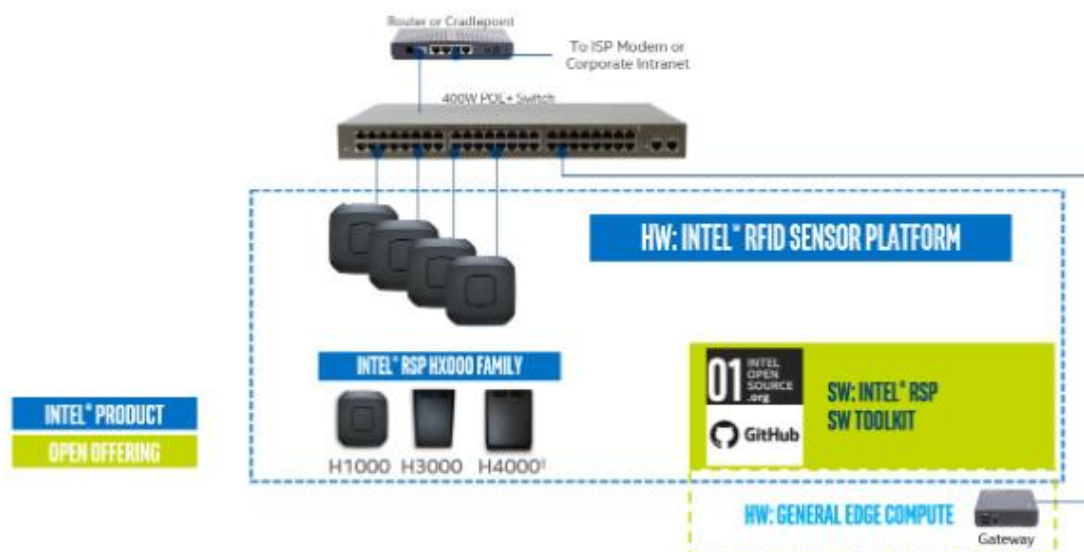 Router or Cradlepoint
To ISP Modem or
Corporate Intranet
400W POE+ Switch
HW: INTEL® RFID SENSOR PLATFORM
INTEL® RSP HX000 FAMILY
01 INTEL
OPEN
SOURCE
.org
SW: INTEL® RSP
SW TOOLKIT
GitHub
INTEL® PRODUCT
OPEN OFFERING
H1000 H3000 H4000‡
HW: GENERAL EDGE COMPUTE
Gateway